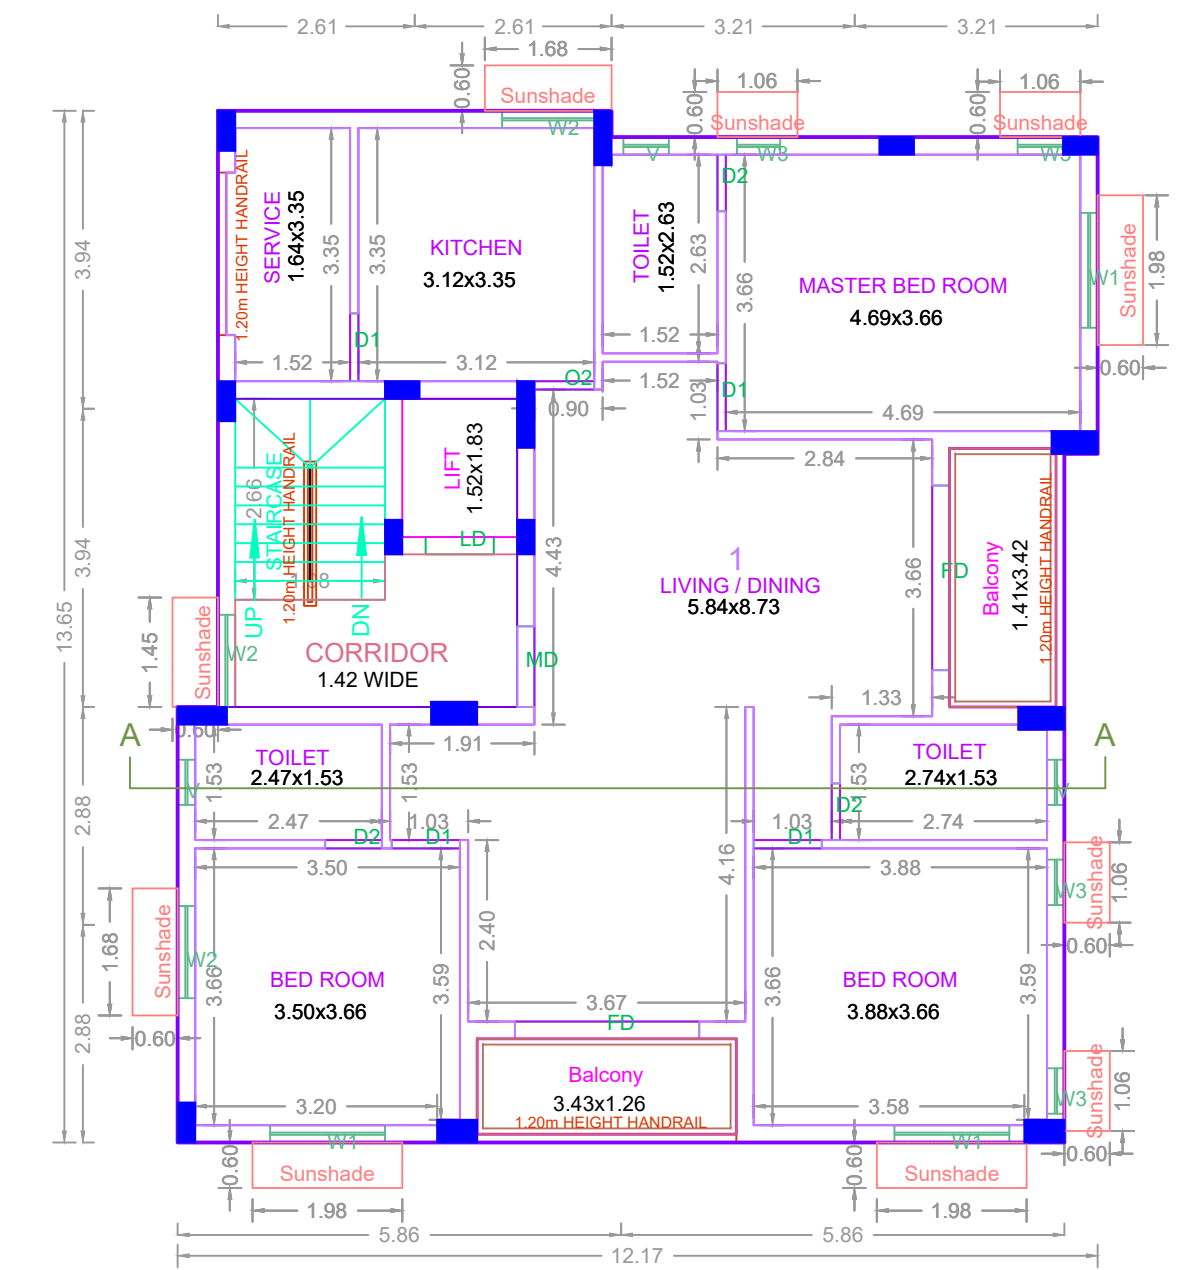 2.61
2.61
3.21
3.21
1.68
0.60
Sunshade
1.06
0.60
Sunshade
1.06
0.60
Sunshade
W2
V
W3
W3
D2
1.20m HEIGHT HANDRAIL
SERVICE
1.64x3.35
3.35
3.35
KITCHEN
3.12x3.35
TOILET
1.52x2.63
2.63
3.66
MASTER BED ROOM
4.69x3.66
W1
Sunshade
1.98
0.60
3.94
1.52
D1
3.12
O2
1.52
1.52
1.03
D1
0.90
4.69
2.84
2.66
STAIRCASE
1.20m HEIGHT HANDRAIL
UP
DN
8
LIFT
1.52x1.83
LD
4.43
1
LIVING / DINING
5.84x8.73
3.66
FD
Balcony
1.41x3.42
1.20m HEIGHT HANDRAIL
3.94
13.65
1.45
Sunshade
W2
0.60
CORRIDOR
1.42 WIDE
MD
1.33
A
A
1.91
TOILET
2.47x1.53
V
1.53
1.53
2.47
1.03
D2
D1
TOILET
2.74x1.53
V
1.53
D2
1.03
D1
2.74
2.88
4.16
3.50
3.88
Sunshade
1.06
W3
0.60
1.68
Sunshade
W2
0.60
3.66
BED ROOM
3.50x3.66
3.59
2.40
3.67
FD
3.66
BED ROOM
3.88x3.66
3.59
2.88
Balcony
3.43x1.26
1.20m HEIGHT HANDRAIL
3.20
3.58
W3
Sunshade
1.06
0.60
W1
W1
0.60
Sunshade
1.98
0.60
Sunshade
1.98
5.86
5.86
12.17